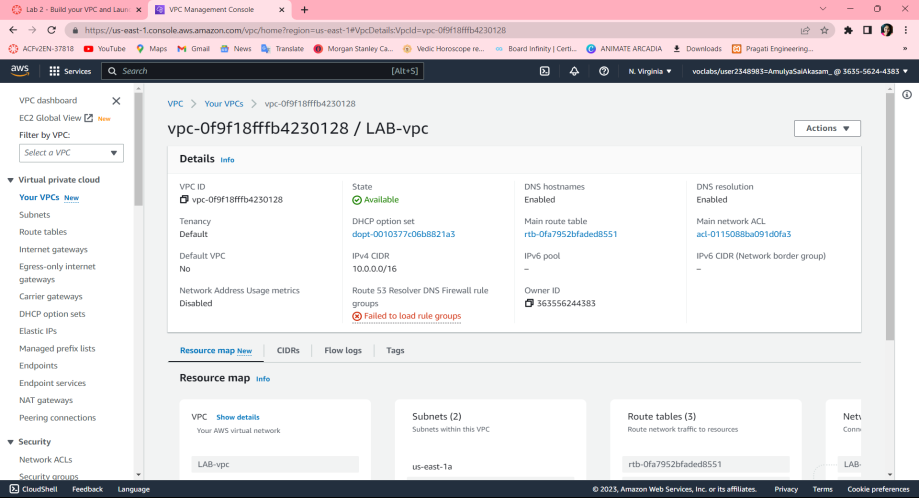 Lab 2 - Build your VPC and Laun
VPC Management Console
https://us-east-1.console.aws.amazon.com/vpc/home?region=us-east-1#VpcDetails:VpcId=vpc-0f9f18fffb4230128
ACFv2EN-37818
YouTube
Maps
Gmail
News
Translate
Morgan Stanley Ca...
Vedic Horoscope re...
Board Infinity | Certi...
ANIMATE ARCADIA
Downloads
Pragati Engineering...
aws
Services
Search
[Alt+S]
N. Virginia
voclabs/user2348983=AmulyaSaiAkasam_ @ 3635-5624-4383
VPC dashboard
EC2 Global View New
Filter by VPC:
Select a VPC
Virtual private cloud
Your VPCs New
Subnets
Route tables
Internet gateways
Egress-only internet
gateways
Carrier gateways
DHCP option sets
Elastic IPs
Managed prefix lists
Endpoints
Endpoint services
NAT gateways
Peering connections
Security
Network ACLs
Security groups
VPC
Your VPCs
vpc-0f9f18fffb4230128
vpc-0f9f18fffb4230128 / LAB-vpc
Actions
Details Info
VPC ID
vpc-0f9f18fffb4230128
State
Available
DNS hostnames
Enabled
DNS resolution
Enabled
Tenancy
Default
DHCP option set
dopt-0010377c06b8821a3
Main route table
rtb-0fa7952bfaded8551
Main network ACL
acl-0115088ba091d0fa3
Default VPC
No
IPv4 CIDR
10.0.0.0/16
IPv6 pool
–
IPv6 CIDR (Network border group)
–
Network Address Usage metrics
Disabled
Route 53 Resolver DNS Firewall rule
groups
Failed to load rule groups
Owner ID
363556244383
Resource map New
CIDRs
Flow logs
Tags
Resource map Info
VPC Show details
Your AWS virtual network
LAB-vpc
Subnets (2)
Subnets within this VPC
us-east-1a
Route tables (3)
Route network traffic to resources
rtb-0fa7952bfaded8551
Netv
Conne
LAB-
CloudShell
Feedback
Language
© 2023, Amazon Web Services, Inc. or its affiliates.
Privacy
Terms
Cookie preferences